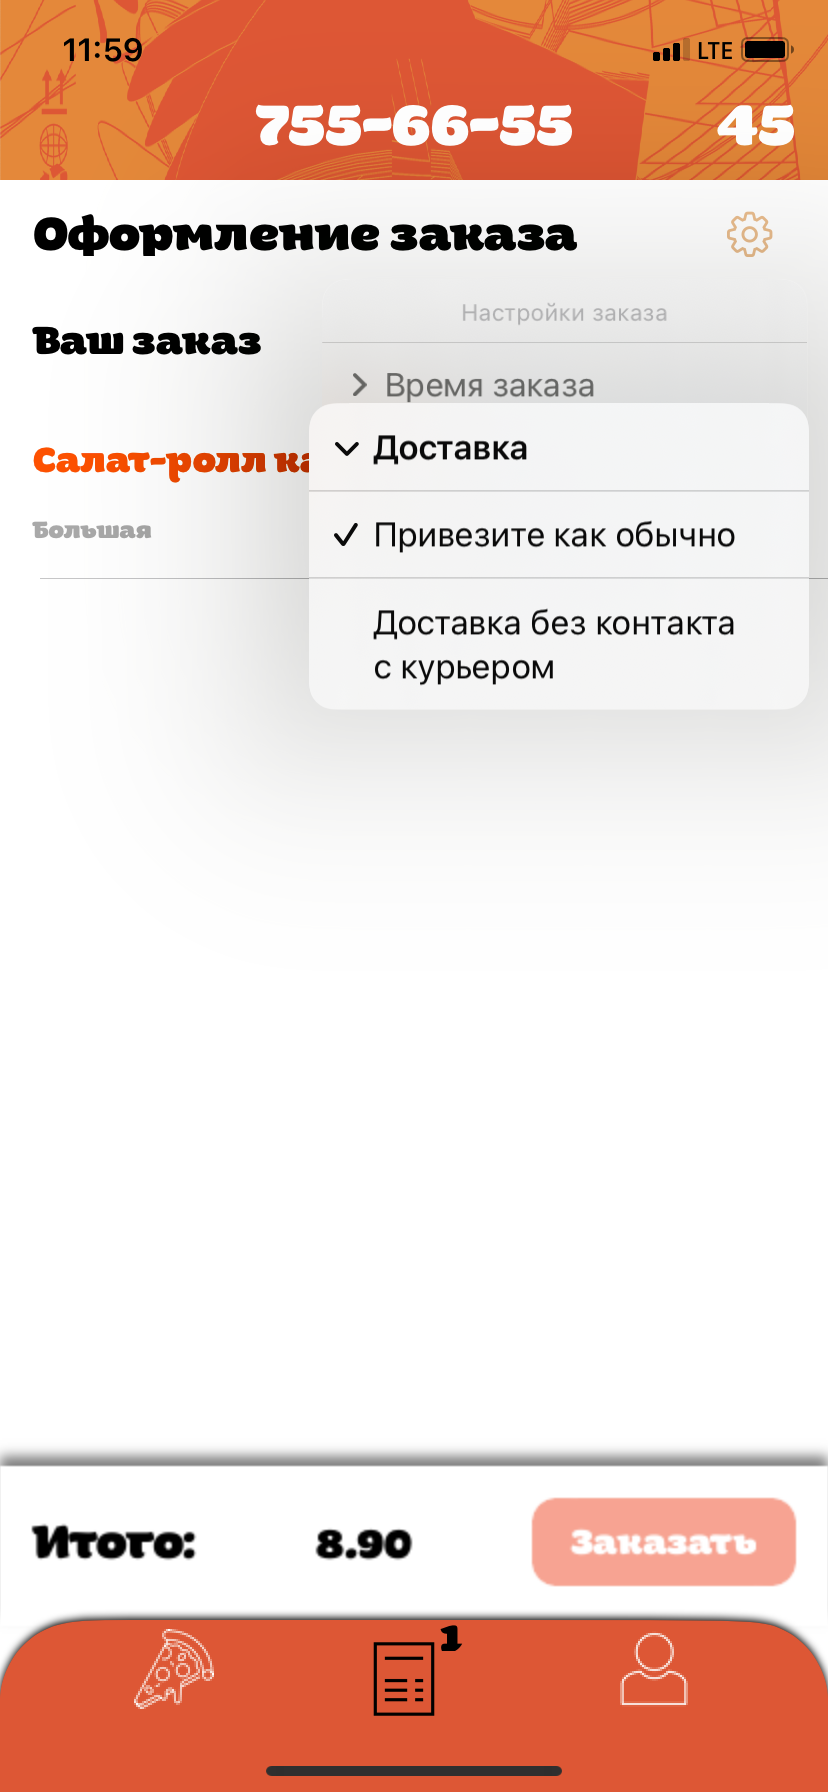 11:59
LTE
755-66-55
45
Оформление заказа
Настройки заказа
Ваш заказ
Время заказа
Доставка
Салат-ролл
Привезите как обычно
Большая
Доставка без контакта
с курьером
Итого:
8.90
Заказать
1